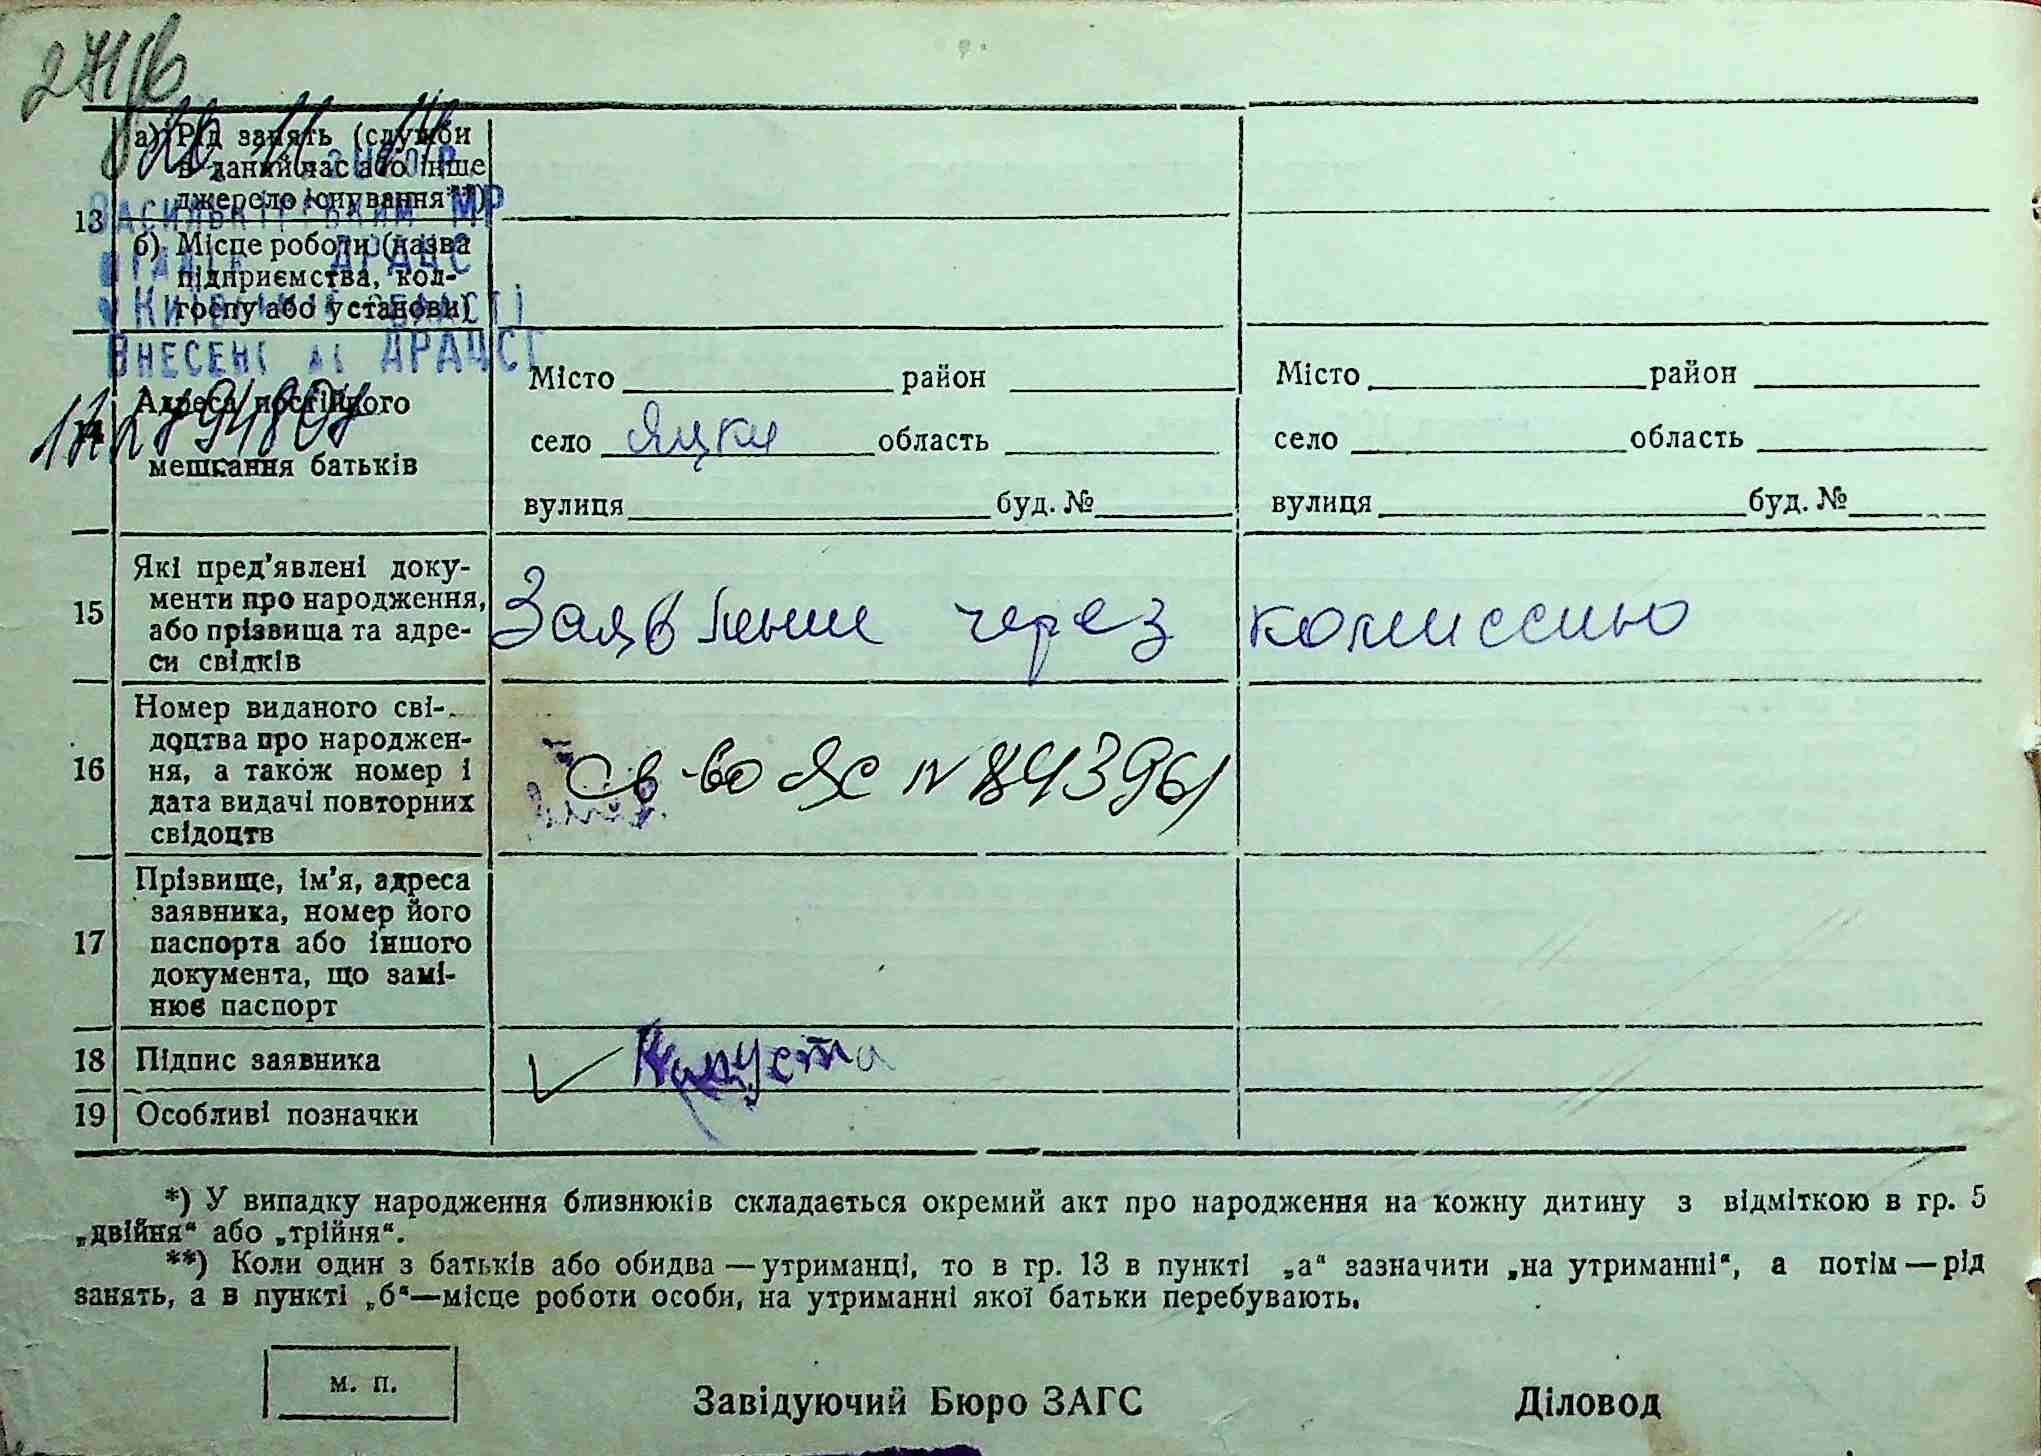 а) Рід занять (служби
в даний час або інше
джерело існування**)
13
б) Місце роботи (назва
підприємства, кол-
госпу або установи)
ВАСИЛЬКІВСЬКИМ МР
ДРАЦС
КИЇВСЬКІЙ ОБЛАСТІ
ВНЕСЕНІ ДРАЦСГ
14 Адреса постійного
мешкання батьків
Місто район Місто район
село Яцки область село область
вулиця буд. № вулиця буд. №
15 Які пред'явлені доку-
менти про народження,
або прізвища та адре-
си свідків
Заявление через комиссию
16 Номер виданого сві-
доцтва про народжен-
ня, а також номер і
дата видачі повторних
свідоцтв
Св-во ЯС N
17 Прізвище, ім'я, адреса
заявника, номер його
паспорта або іншого
документа, що замі-
нює паспорт
18 Підпис заявника Капуста
19 Особливі позначки
*) У випадку народження близнюків складається окремий акт про народження на кожну дитину з відміткою в гр. 5
„двійня“ або „трійня“.
**) Коли один з батьків або обидва — утриманці, то в гр. 13 в пункті „а“ зазначити „на утриманні“, а потім — рід
занять, а в пункті „б“—місце роботи особи, на утриманні якої батьки перебувають.
м. п.
Завідуючий Бюро ЗАГС Діловод